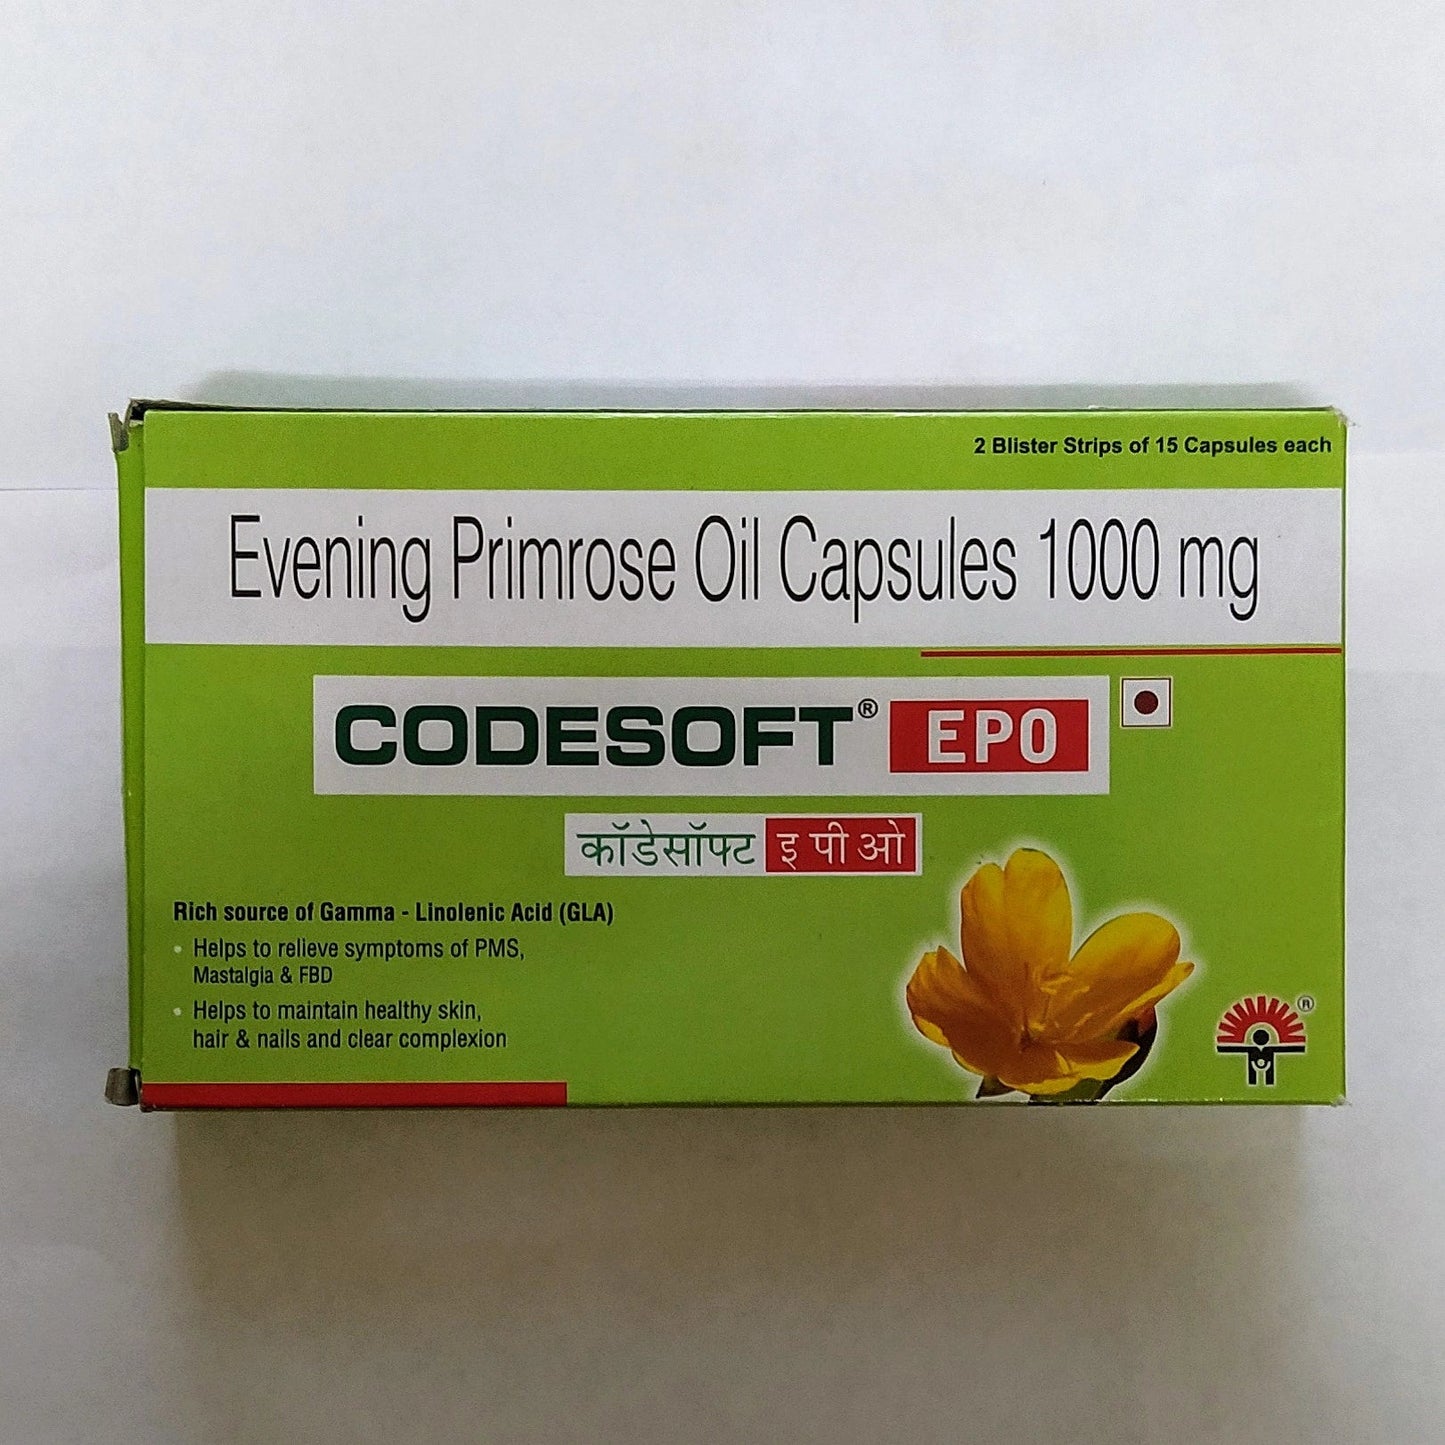 2 Blister Strips of 15 Capsules each
Evening Primrose Oil Capsules 1000 mg
CODESOFT® EPO
कॉडेसॉफ्ट इ पी ओ
Rich source of Gamma - Linolenic Acid (GLA)
• Helps to relieve symptoms of PMS,
Mastalgia & FBD
• Helps to maintain healthy skin,
hair & nails and clear complexion
®